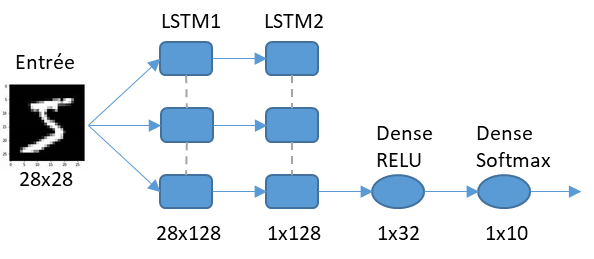 LSTM1 LSTM2
Entrée
28x28
Dense
RELU
Dense
Softmax
28x128 1x128 1x32 1x10